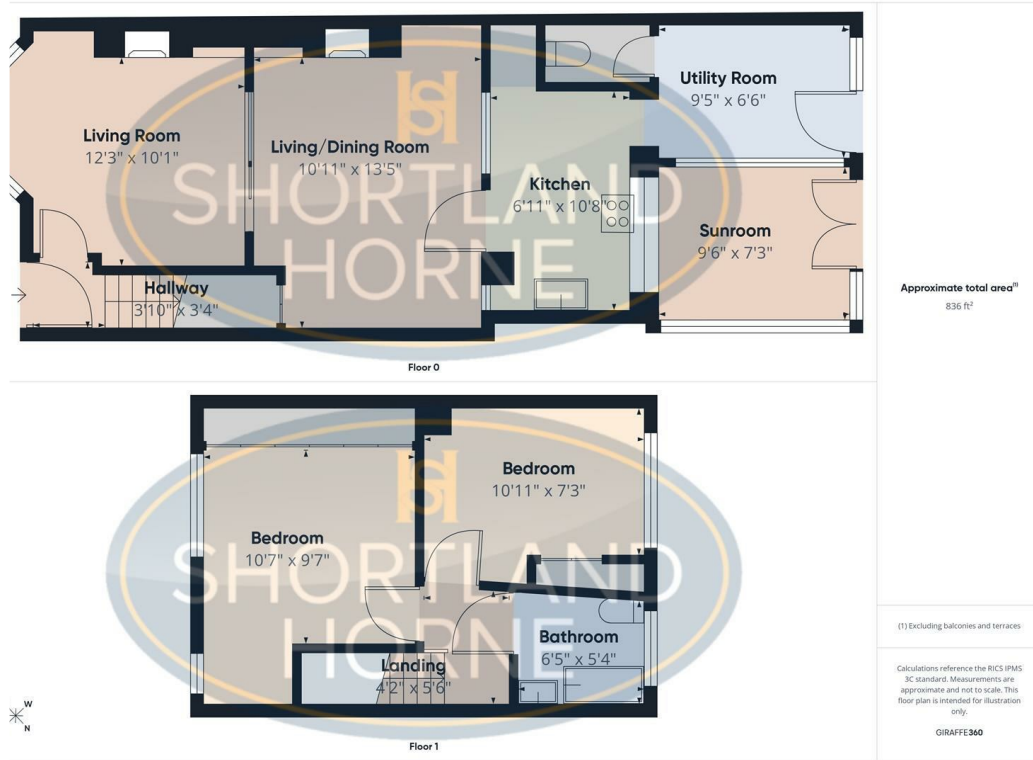 Living Room
12'3" x 10'1"
Living/Dining Room
10'11" x 13'5"
Kitchen
6'11" x 10'8"
Utility Room
9'5" x 6'6"
Sunroom
9'6" x 7'3"
Hallway
3'10" x 3'4"
SHORTLAND
HORNE
Floor 0
Approximate total area(1)
836 ft²
Bedroom
10'11" x 7'3"
Bedroom
10'7" x 9'7"
Bathroom
6'5" x 5'4"
Landing
4'2" x 5'6"
SHORTLAND
HORNE
Floor 1
W
N
(1) Excluding balconies and terraces
Calculations reference the RICS IPMS
3C standard. Measurements are
approximate and not to scale. This
floor plan is intended for illustration
only.
GIRAFFE360